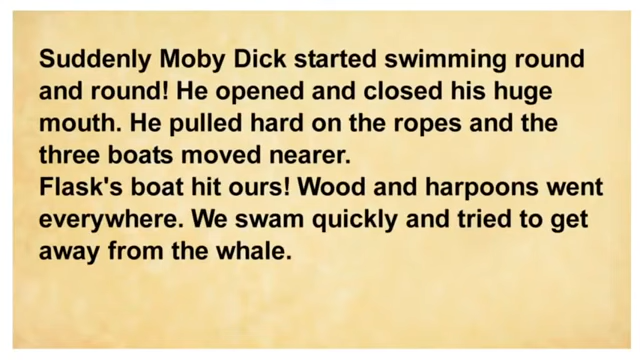 Suddenly Moby Dick started swimming round
and round! He opened and closed his huge
mouth. He pulled hard on the ropes and the
three boats moved nearer.
Flask's boat hit ours! Wood and harpoons went
everywhere. We swam quickly and tried to get
away from the whale.